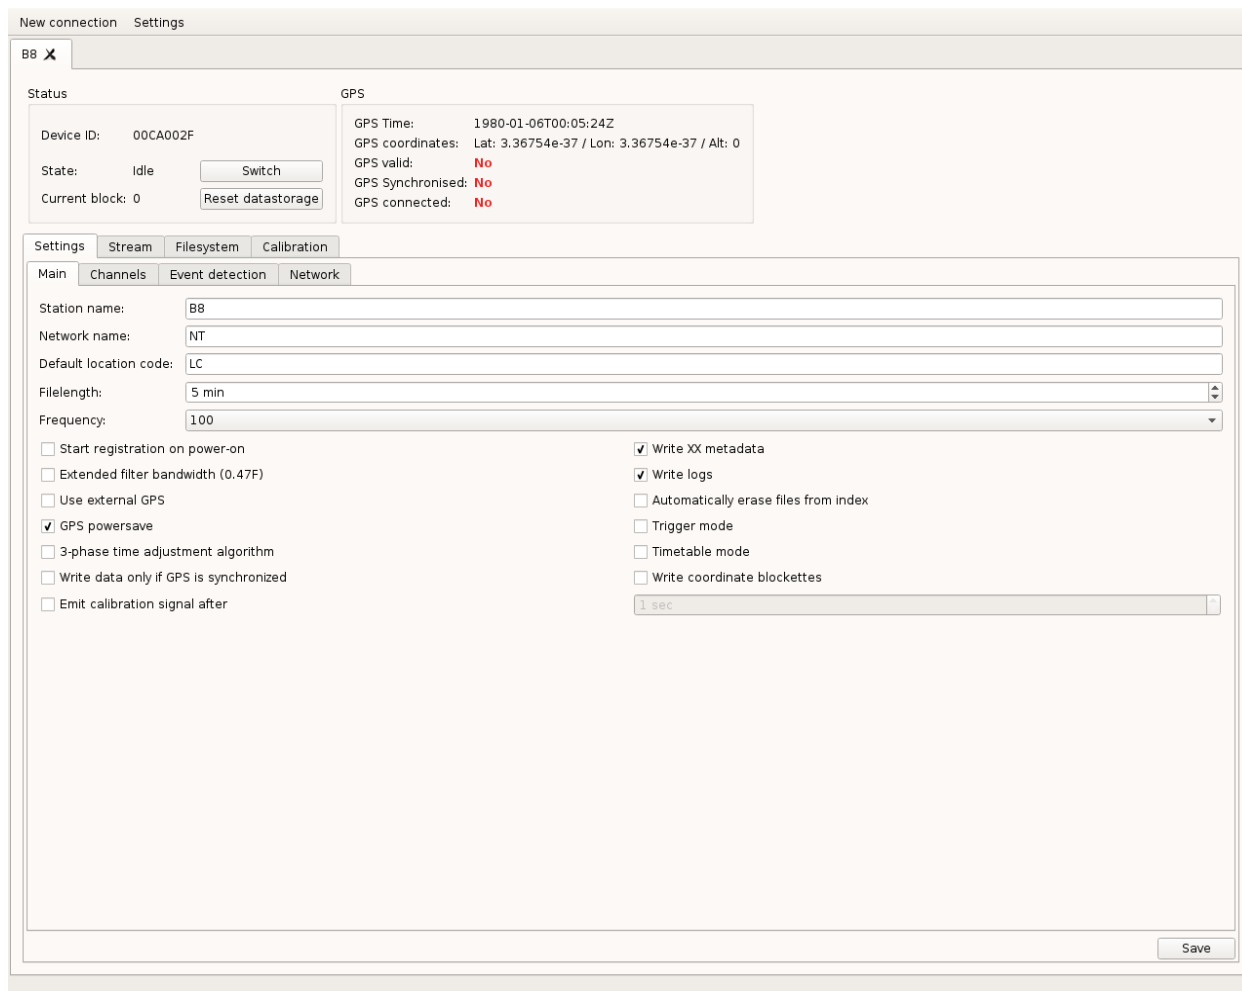 New connection Settings
B8
Status
Device ID: 00CA002F
State: Idle Switch
Current block: 0 Reset datastorage
GPS
GPS Time: 1980-01-06T00:05:24Z
GPS coordinates: Lat: 3.36754e-37 / Lon: 3.36754e-37 / Alt: 0
GPS valid: No
GPS Synchronised: No
GPS connected: No
Settings Stream Filesystem Calibration
Main Channels Event detection Network
Station name: B8
Network name: NT
Default location code: LC
Filelength: 5 min
Frequency: 100
Start registration on power-on Write XX metadata
Extended filter bandwidth (0.47F) Write logs
Use external GPS Automatically erase files from index
GPS powersave Trigger mode
3-phase time adjustment algorithm Timetable mode
Write data only if GPS is synchronized Write coordinate blockettes
Emit calibration signal after 1 sec
Save